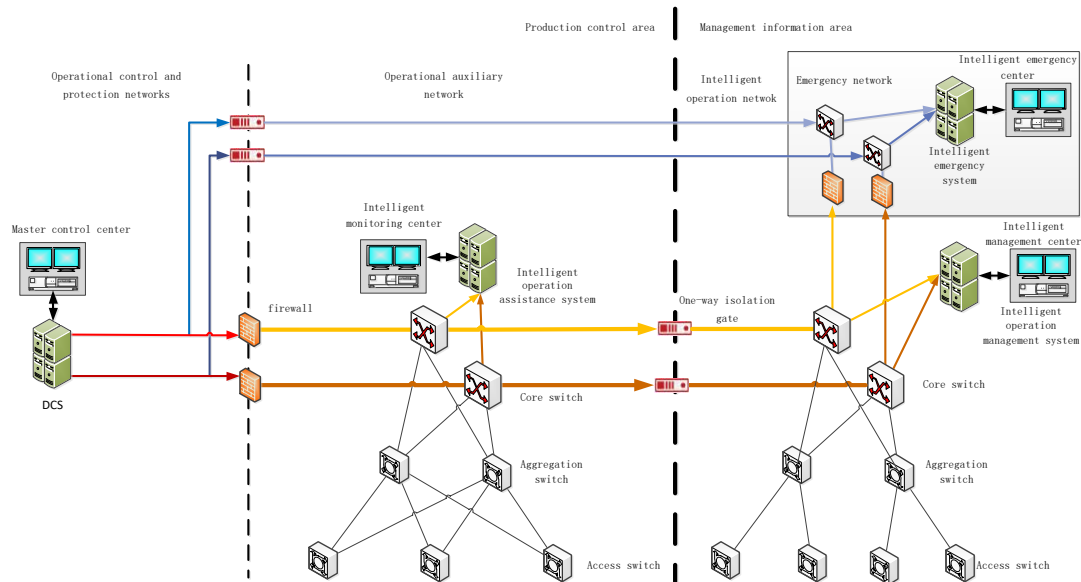 Production control area
Management information area
Operational control and
protection networks
Operational auxiliary
network
Intelligent
operation netwok
Emergency network
Intelligent emergency
center
Intelligent
emergency
system
Master control center
Intelligent
monitoring center
Intelligent
operation
assistance system
Intelligent
management center
Intelligent
operation
management system
firewall
One-way isolation
gate
DCS
Core switch
Core switch
Aggregation
switch
Aggregation
switch
Access switch
Access switch